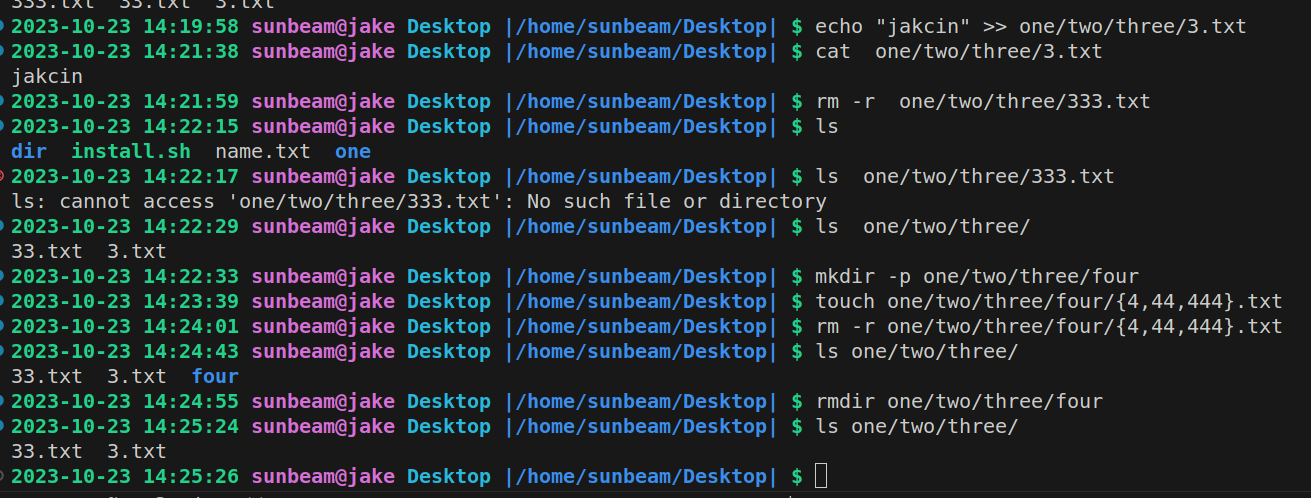 333.txt  33.txt  3.txt
2023-10-23 14:19:58 sunbeam@jake Desktop |/home/sunbeam/Desktop| $ echo "jakcin" >> one/two/three/3.txt
2023-10-23 14:21:38 sunbeam@jake Desktop |/home/sunbeam/Desktop| $ cat  one/two/three/3.txt
jakcin
2023-10-23 14:21:59 sunbeam@jake Desktop |/home/sunbeam/Desktop| $ rm -r  one/two/three/333.txt
2023-10-23 14:22:15 sunbeam@jake Desktop |/home/sunbeam/Desktop| $ ls
dir  install.sh  name.txt  one
2023-10-23 14:22:17 sunbeam@jake Desktop |/home/sunbeam/Desktop| $ ls  one/two/three/333.txt
ls: cannot access 'one/two/three/333.txt': No such file or directory
2023-10-23 14:22:29 sunbeam@jake Desktop |/home/sunbeam/Desktop| $ ls  one/two/three/
33.txt  3.txt
2023-10-23 14:22:33 sunbeam@jake Desktop |/home/sunbeam/Desktop| $ mkdir -p one/two/three/four
2023-10-23 14:23:39 sunbeam@jake Desktop |/home/sunbeam/Desktop| $ touch one/two/three/four/{4,44,444}.txt
2023-10-23 14:24:01 sunbeam@jake Desktop |/home/sunbeam/Desktop| $ rm -r one/two/three/four/{4,44,444}.txt
2023-10-23 14:24:43 sunbeam@jake Desktop |/home/sunbeam/Desktop| $ ls one/two/three/
33.txt  3.txt  four
2023-10-23 14:24:55 sunbeam@jake Desktop |/home/sunbeam/Desktop| $ rmdir one/two/three/four
2023-10-23 14:25:24 sunbeam@jake Desktop |/home/sunbeam/Desktop| $ ls one/two/three/
33.txt  3.txt
2023-10-23 14:25:26 sunbeam@jake Desktop |/home/sunbeam/Desktop| $